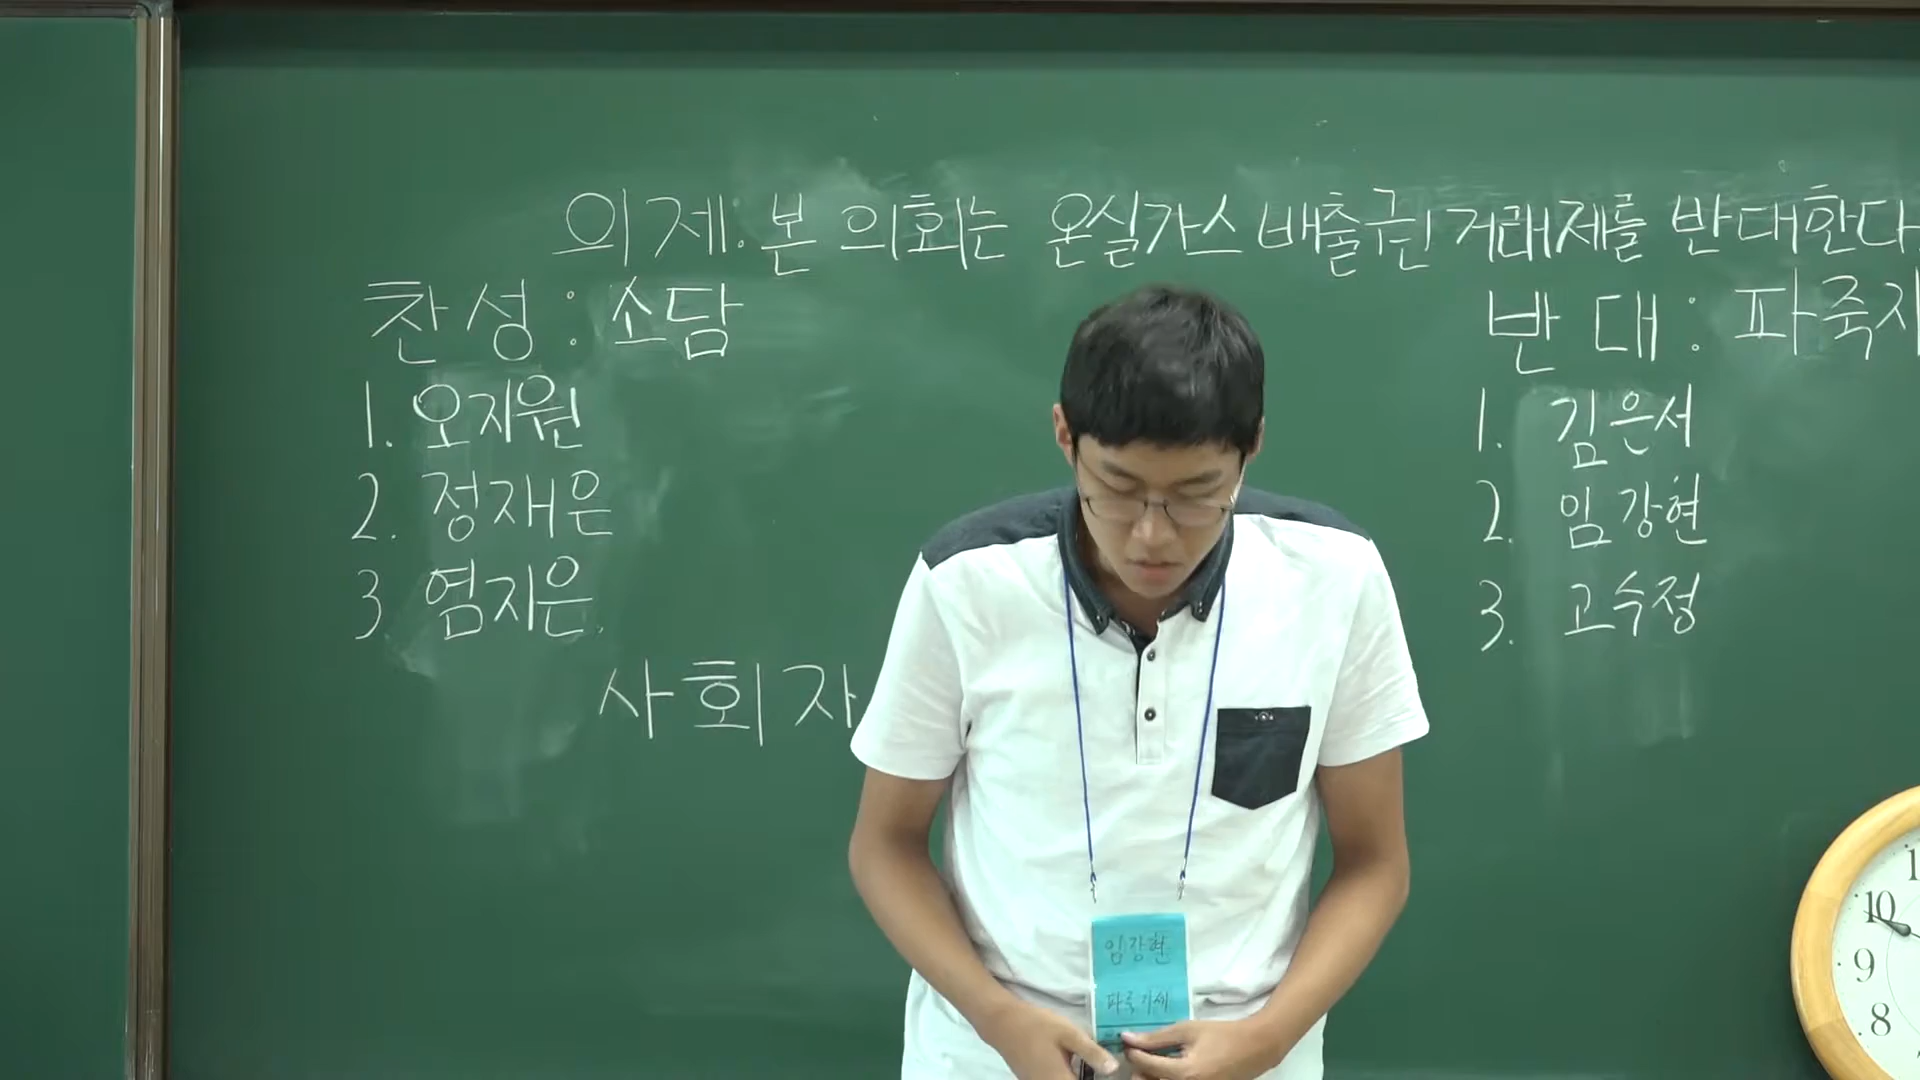 의제: 본 의회는 온실가스 배출권 거래제를 반대한다.
찬성 : 소담
1. 오지원
2. 정재은
3. 염지은
반대 : 파죽지
1. 김은서
2. 임강현
3. 고수정
사회자
임강현
파죽지세
10
9
8